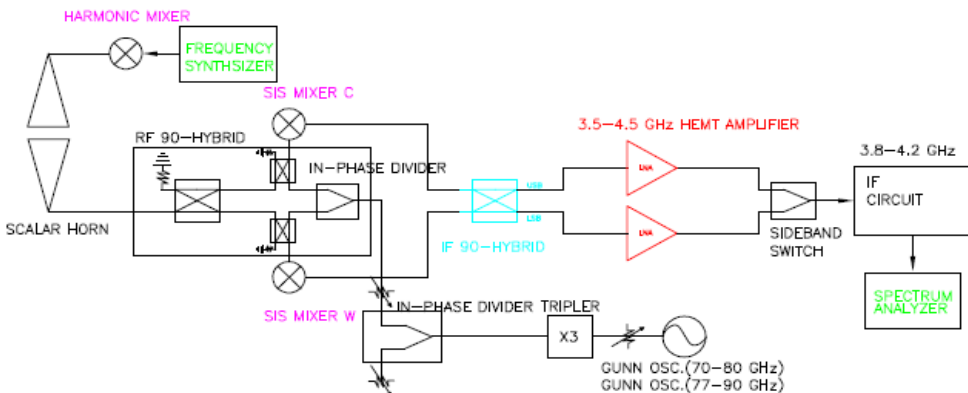 HARMONIC MIXER
FREQUENCY
SYNTHSIZER
SIS MIXER C
RF 90-HYBRID
IN-PHASE DIVIDER
3.5-4.5 GHz HEMT AMPLIFIER
3.8-4.2 GHz
USB
LNA
IF
CIRCUIT
LSB
LNA
SCALAR HORN
IF 90-HYBRID
SIDEBAND
SWITCH
SIS MIXER W
IN-PHASE DIVIDER TRIPLER
SPECTRUM
ANALYZER
X3
GUNN OSC.(70-80 GHz)
GUNN OSC.(77-90 GHz)